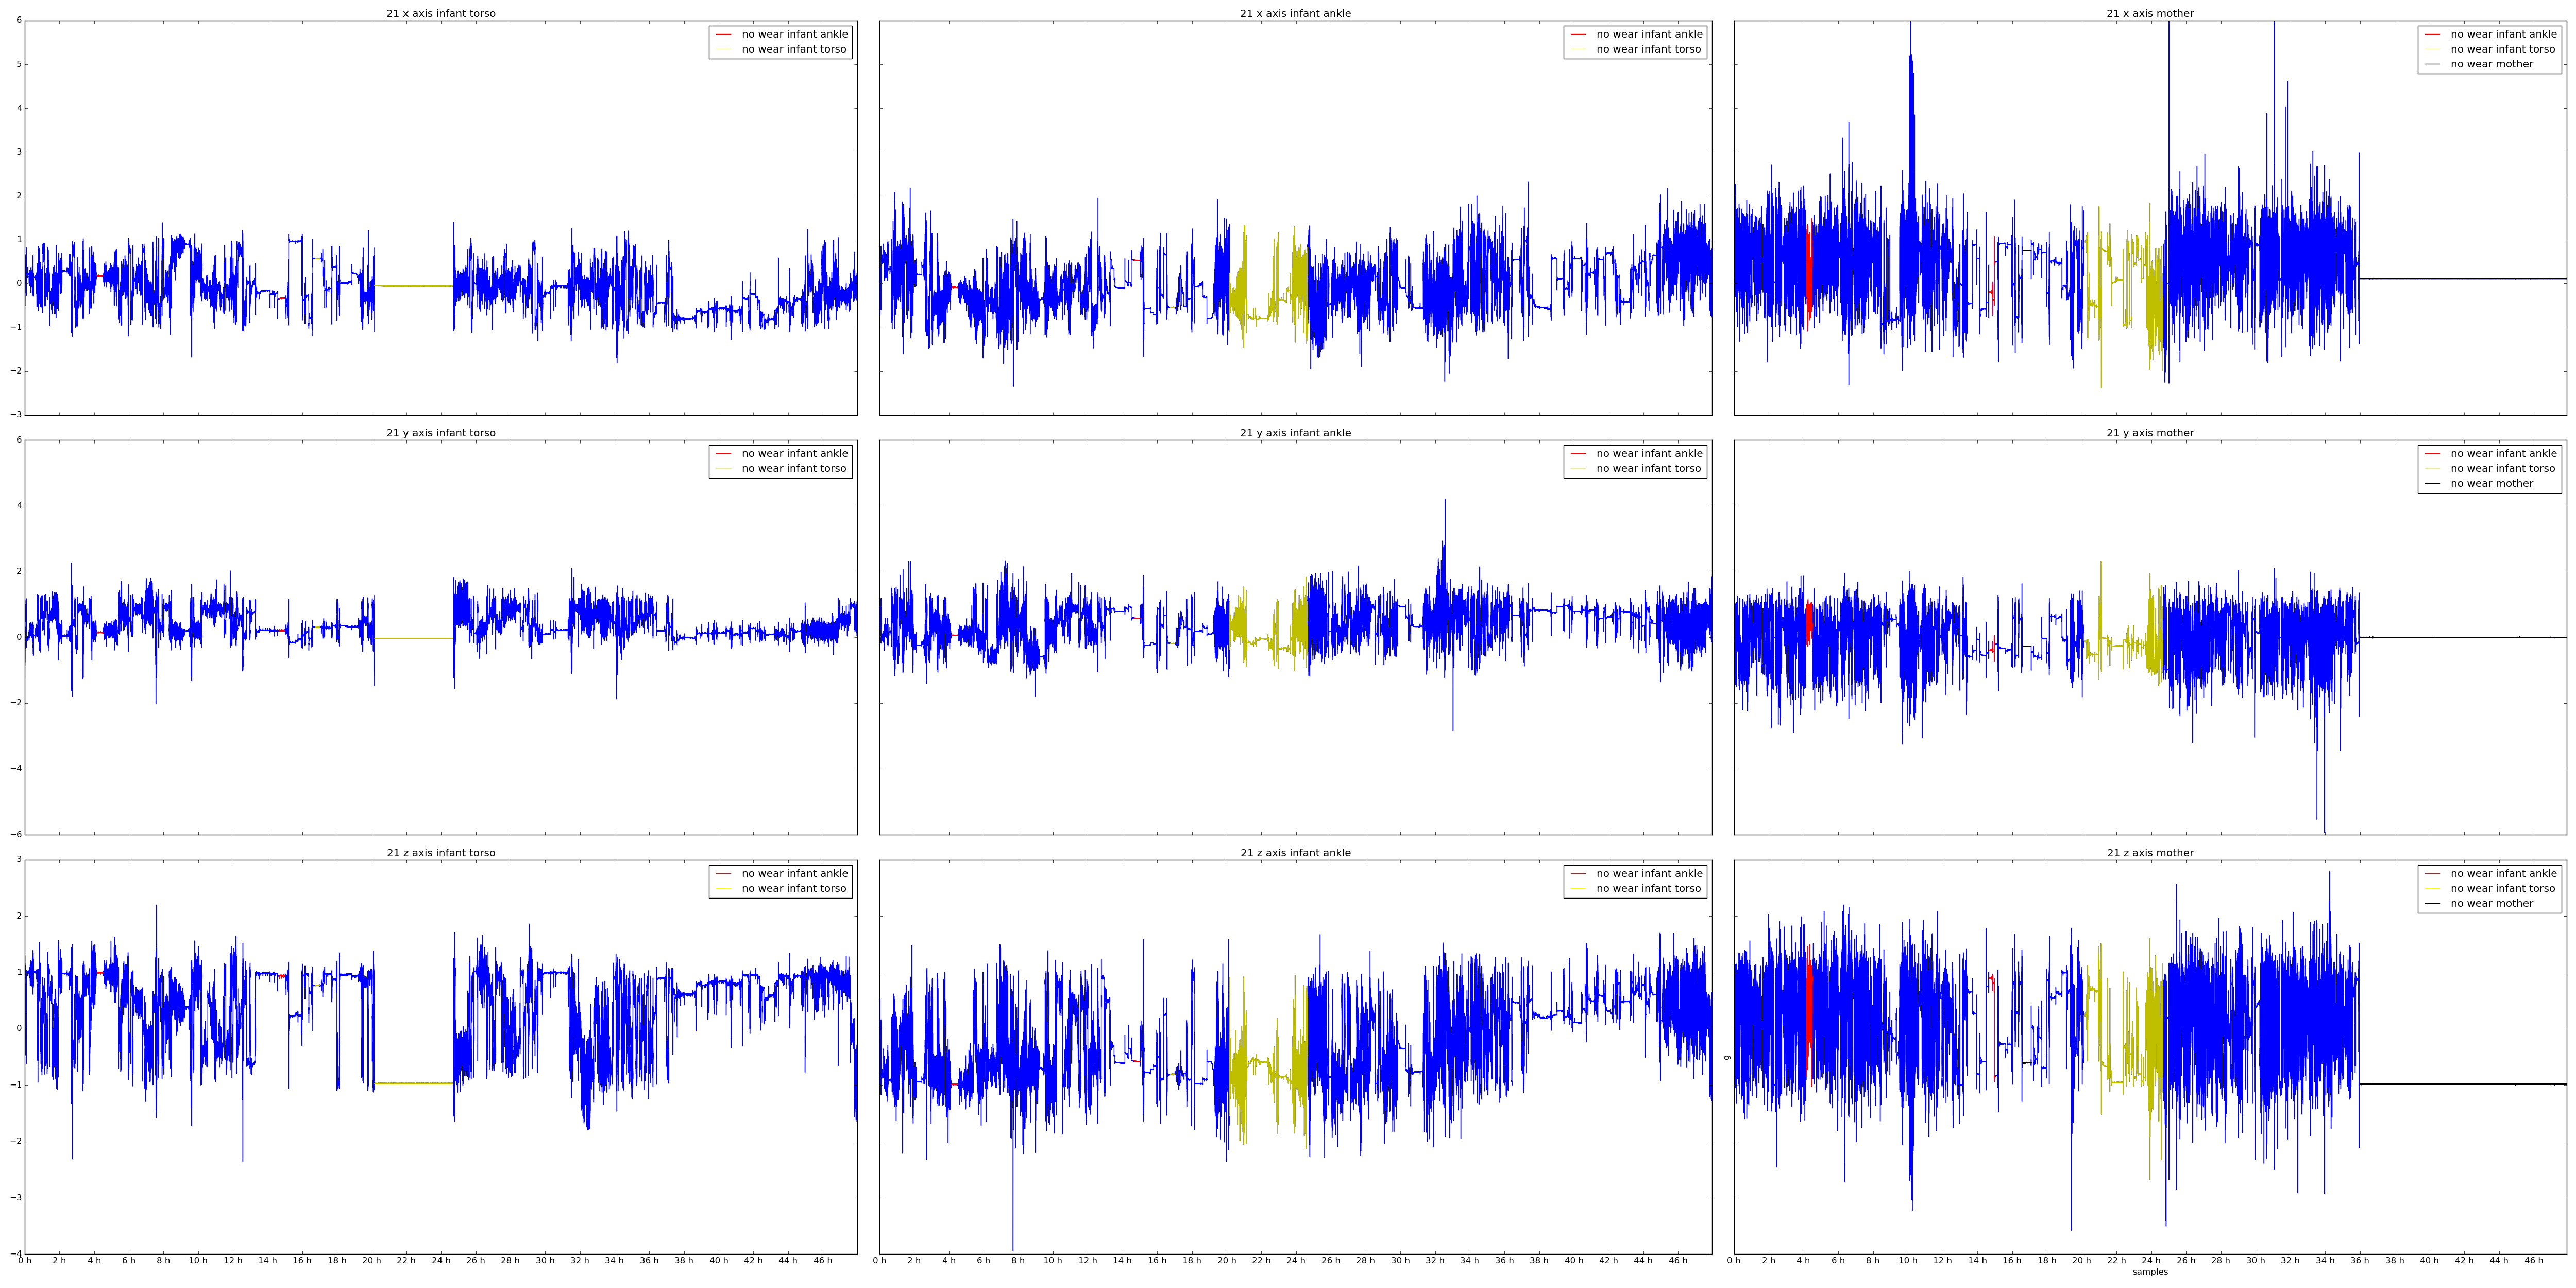 21 x axis infant torso
no wear infant ankle
no wear infant torso
6
5
4
3
2
1
0
−1
−2
−3
21 x axis infant ankle
no wear infant ankle
no wear infant torso
21 x axis mother
no wear infant ankle
no wear infant torso
no wear mother
21 y axis infant torso
no wear infant ankle
no wear infant torso
6
4
2
0
−2
−4
−6
21 y axis infant ankle
no wear infant ankle
no wear infant torso
21 y axis mother
no wear infant ankle
no wear infant torso
no wear mother
21 z axis infant torso
no wear infant ankle
no wear infant torso
3
2
1
0
−1
−2
−3
−4
0 h 2 h 4 h 6 h 8 h 10 h 12 h 14 h 16 h 18 h 20 h 22 h 24 h 26 h 28 h 30 h 32 h 34 h 36 h 38 h 40 h 42 h 44 h 46 h
21 z axis infant ankle
no wear infant ankle
no wear infant torso
0 h 2 h 4 h 6 h 8 h 10 h 12 h 14 h 16 h 18 h 20 h 22 h 24 h 26 h 28 h 30 h 32 h 34 h 36 h 38 h 40 h 42 h 44 h 46 h
21 z axis mother
no wear infant ankle
no wear infant torso
no wear mother
g
0 h 2 h 4 h 6 h 8 h 10 h 12 h 14 h 16 h 18 h 20 h 22 h 24 h 26 h 28 h 30 h 32 h 34 h 36 h 38 h 40 h 42 h 44 h 46 h
samples